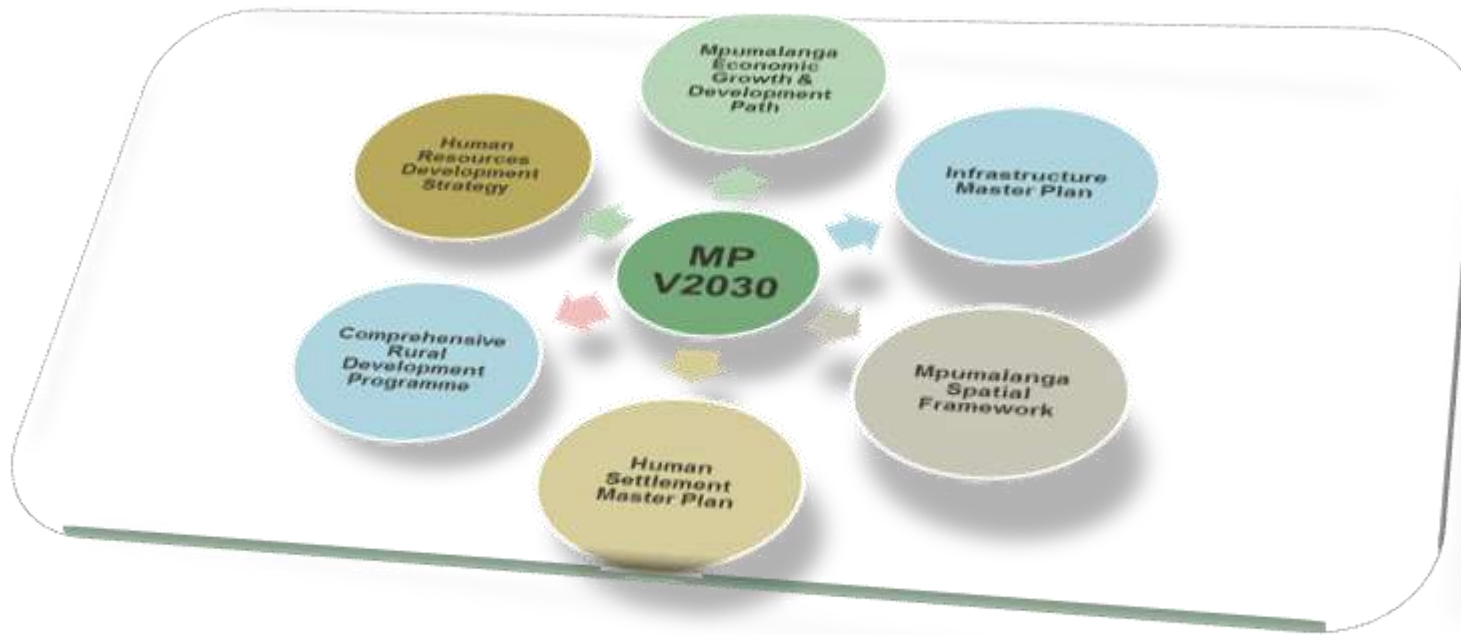 Mpumalanga
Economic
Growth &
Development
Path
Human
Resources
Development
Strategy
Infrastructure
Master Plan
MP
V2030
Comprehensive
Rural
Development
Programme
Mpumalanga
Spatial
Framework
Human
Settlement
Master Plan